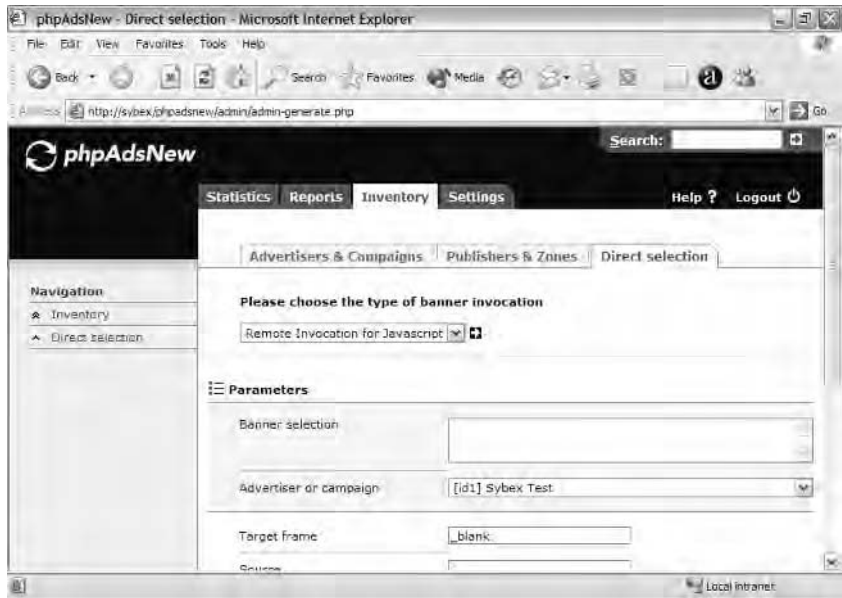 phpAdsNew - Direct selection - Microsoft Internet Explorer
File Edit View Favorites Tools Help
Back Search Favorites Media
Address http://sybex/phpadsnew/admin/admin-generate.php Go
phpAdsNew
Search:
Statistics Reports Inventory Settings Help ? Logout
Advertisers & Campaigns Publishers & Zones Direct selection
Navigation
Inventory
Direct selection
Please choose the type of banner invocation
Remote Invocation for Javascript
Parameters
Banner selection
Advertiser or campaign [id1] Sybex Test
Target frame _blank
Source
Local intranet